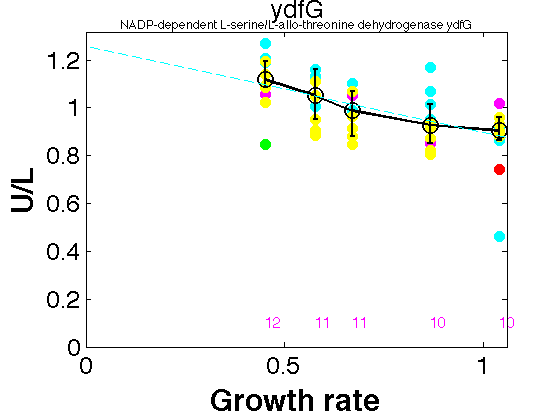 ydfG
NADP-dependent L-serine/L-allo-threonine dehydrogenase ydfG
1.2
1
0.8
0.6
0.4
0.2
0
U/L
12 11 11 10 10
0 0.5 1
Growth rate